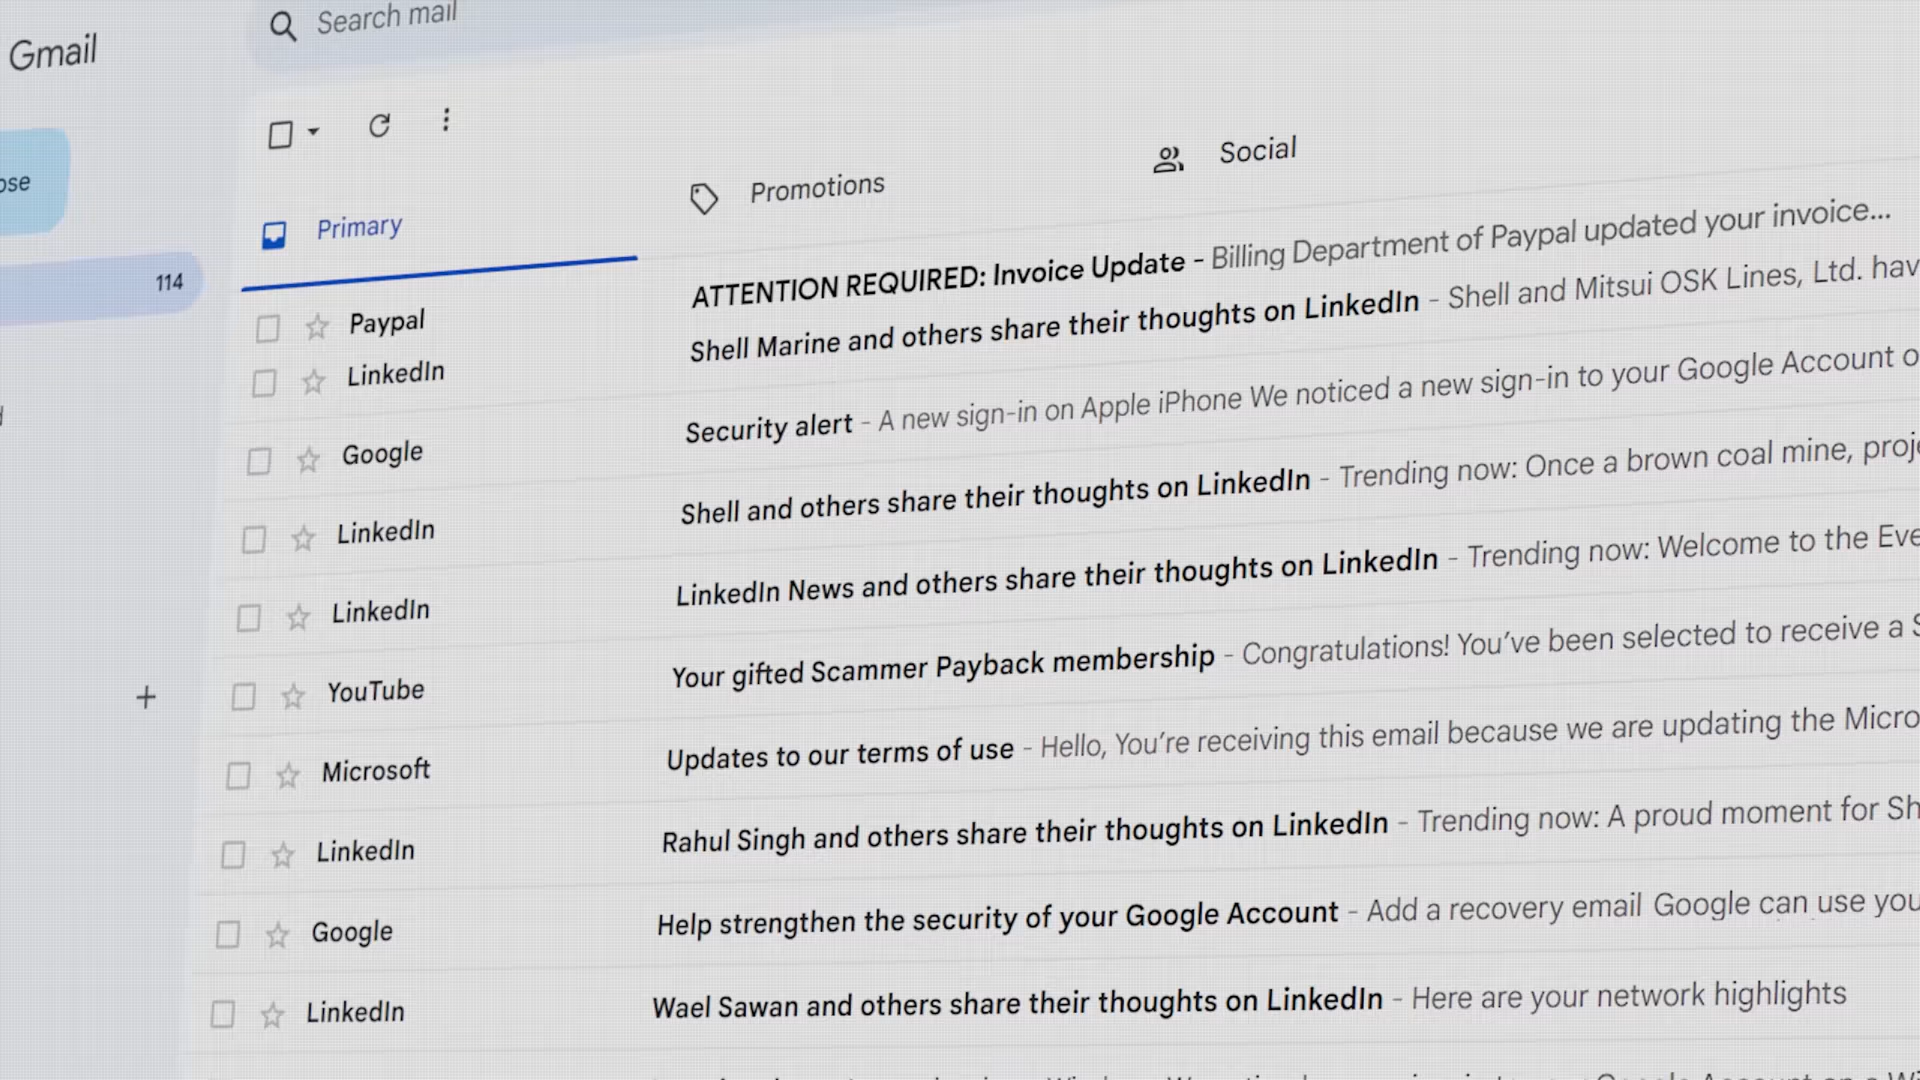 Gmail
Search mail
ose
Primary
Promotions
Social
114
Paypal ATTENTION REQUIRED: Invoice Update - Billing Department of Paypal updated your invoice...
LinkedIn Shell Marine and others share their thoughts on LinkedIn - Shell and Mitsui OSK Lines, Ltd. hav
Google Security alert - A new sign-in on Apple iPhone We noticed a new sign-in to your Google Account o
LinkedIn Shell and others share their thoughts on LinkedIn - Trending now: Once a brown coal mine, proje
LinkedIn LinkedIn News and others share their thoughts on LinkedIn - Trending now: Welcome to the Eve
YouTube Your gifted Scammer Payback membership - Congratulations! You've been selected to receive a S
Microsoft Updates to our terms of use - Hello, You're receiving this email because we are updating the Micro
LinkedIn Rahul Singh and others share their thoughts on LinkedIn - Trending now: A proud moment for Sh
Google Help strengthen the security of your Google Account - Add a recovery email Google can use you
LinkedIn Wael Sawan and others share their thoughts on LinkedIn - Here are your network highlights